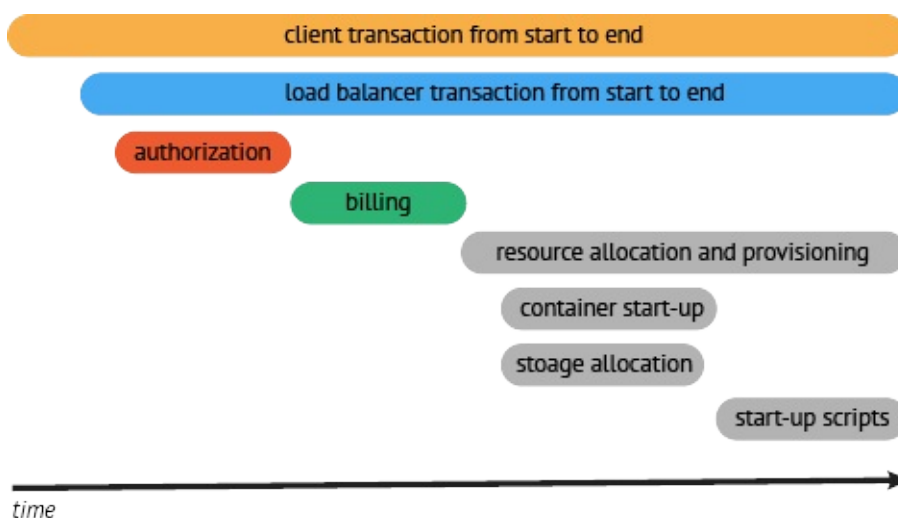 client transaction from start to end
load balancer transaction from start to end
authorization
billing
resource allocation and provisioning
container start-up
stoage allocation
start-up scripts
time